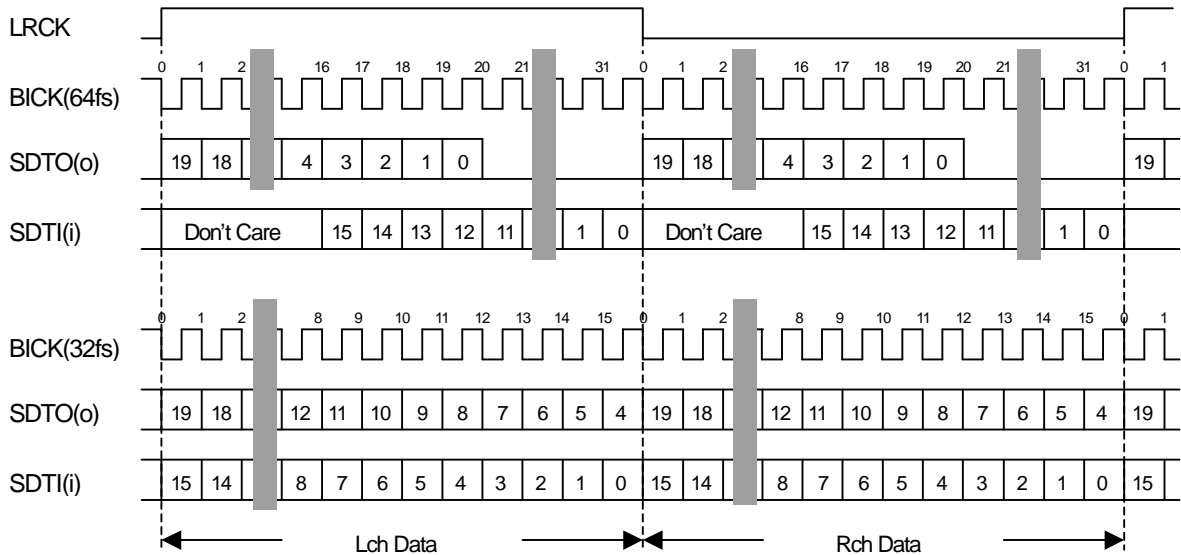 LRCK
0 1 2 16 17 18 19 20 21 31 0 1 2 16 17 18 19 20 21 31 0 1
BICK(64fs)
SDTO(o) 19 18 4 3 2 1 0 19 18 4 3 2 1 0 19
SDTI(i) Don't Care 15 14 13 12 11 1 0 Don't Care 15 14 13 12 11 1 0
0 1 2 8 9 10 11 12 13 14 15 0 1 2 8 9 10 11 12 13 14 15 0 1
BICK(32fs)
SDTO(o) 19 18 12 11 10 9 8 7 6 5 4 19 18 12 11 10 9 8 7 6 5 4 19
SDTI(i) 15 14 8 7 6 5 4 3 2 1 0 15 14 8 7 6 5 4 3 2 1 0 15
Lch Data Rch Data